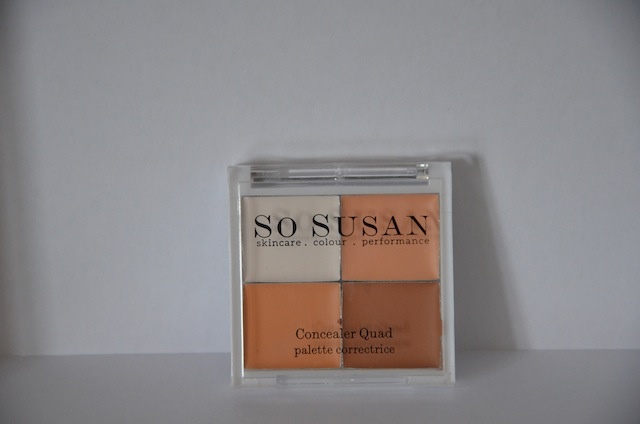 SO SUSAN
skincare . colour . performance
Concealer Quad
palette correctrice